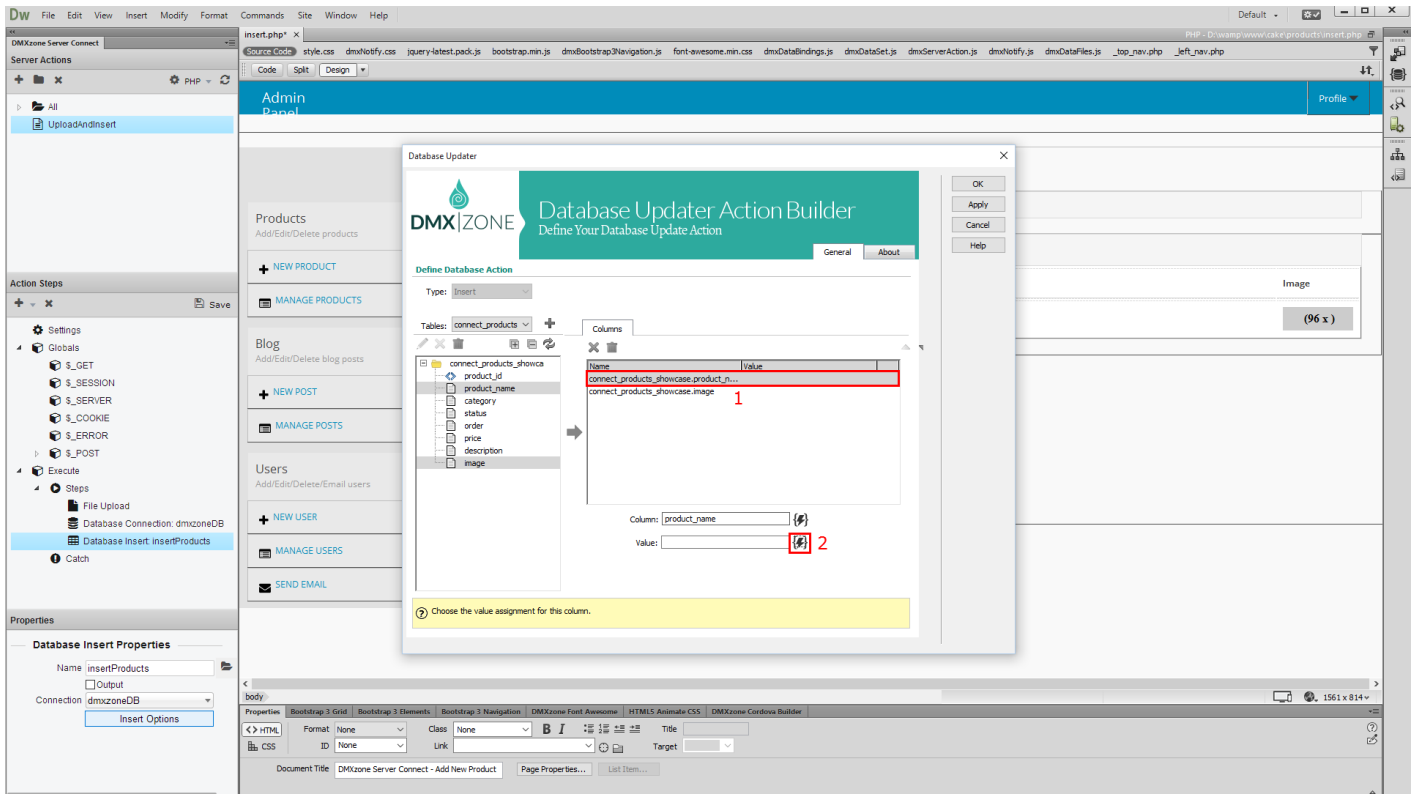 Dw File Edit View Insert Modify Format Commands Site Window Help Default
DMXzone Server Connect
Server Actions
PHP
All
UploadAndInsert
Action Steps
Save
Settings
Globals
$_GET
$_SESSION
$_SERVER
$_COOKIE
$_ERROR
$_POST
Execute
Steps
File Upload
Database Connection: dmxzoneDB
Database Insert: insertProducts
Catch
Properties
Database Insert Properties
Name insertProducts
Output
Connection dmxzoneDB
Insert Options
insert.php* x PHP - D:\wamp\www\cake\products\insert.php
Source Code style.css dmxNotify.css jquery-latest.pack.js bootstrap.min.js dmxBootstrap3Navigation.js font-awesome.min.css dmxDataBindings.js dmxDataSet.js dmxServerAction.js dmxNotify.js dmxDataFiles.js _top_nav.php _left_nav.php
Code Split Design
Admin
Panel
Profile
Products
Add/Edit/Delete products
NEW PRODUCT
MANAGE PRODUCTS
Blog
Add/Edit/Delete blog posts
NEW POST
MANAGE POSTS
Users
Add/Edit/Delete/Email users
NEW USER
MANAGE USERS
SEND EMAIL
Image
(96 x )
Database Updater
DMX|ZONE
Database Updater Action Builder
Define Your Database Update Action
General About
OK
Apply
Cancel
Help
Define Database Action
Type: Insert
Tables: connect_products
connect_products_showca
product_id
product_name
category
status
order
price
description
image
Columns
Name Value
connect_products_showcase.product_n...
connect_products_showcase.image
1
Column: product_name
Value:
2
Choose the value assignment for this column.
body 1561 x 814
Properties Bootstrap 3 Grid Bootstrap 3 Elements Bootstrap 3 Navigation DMXzone Font Awesome HTML5 Animate CSS DMXzone Cordova Builder
<> HTML Format None Class None B I Title
CSS ID None Link Target
Document Title DMXzone Server Connect - Add New Product Page Properties... List Item...